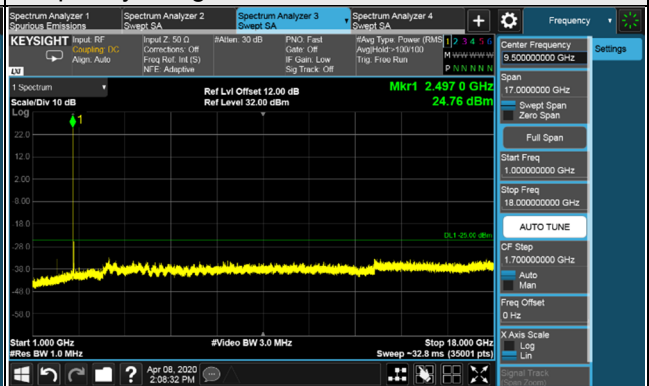 Spectrum Analyzer 1
Spurious Emissions
Spectrum Analyzer 2
Swept SA
Spectrum Analyzer 3
Swept SA
Spectrum Analyzer 4
Swept SA
+
Frequency
KEYSIGHT
Input: RF
Coupling: DC
Align: Auto
Input Z: 50 Ω
Corrections: Off
Freq Ref: Int (S)
NFE: Adaptive
#Atten: 30 dB
PNO: Fast
Gate: Off
IF Gain: Low
Sig Track: Off
#Avg Type: Power (RMS
Avg|Hold>100/100
Trig: Free Run
1 2 3 4 5 6
M W W W W W
P N N N N N
LXI
1 Spectrum
Scale/Div 10 dB
Log
Ref Lvl Offset 12.00 dB
Ref Level 32.00 dBm
Mkr1 2.497 0 GHz
24.76 dBm
1
22.0
12.0
2.00
-8.00
-18.0
-28.0
-38.0
-48.0
DL1 -25.00 dBm
Start 1.000 GHz
#Res BW 1.0 MHz
#Video BW 3.0 MHz
Stop 18.000 GHz
Sweep ~32.8 ms (35001 pts)
Center Frequency
9.500000000 GHz
Settings
Span
17.0000000 GHz
Swept Span
Zero Span
Full Span
Start Freq
1.000000000 GHz
Stop Freq
18.000000000 GHz
AUTO TUNE
CF Step
1.700000000 GHz
Auto
Man
Freq Offset
0 Hz
X Axis Scale
Log
Lin
Signal Track
(Span Zoom)
?
Apr 08, 2020
2:08:32 PM